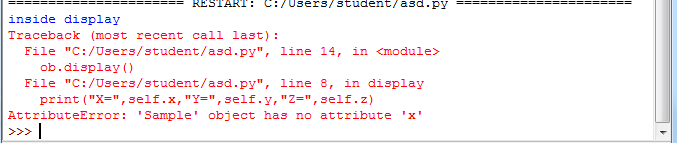 ======================== RESTART: C:/Users/student/asd.py ========================
inside display
Traceback (most recent call last):
  File "C:/Users/student/asd.py", line 14, in <module>
    ob.display()
  File "C:/Users/student/asd.py", line 8, in display
    print("X=",self.x,"Y=",self.y,"Z=",self.z)
AttributeError: 'Sample' object has no attribute 'x'
>>>